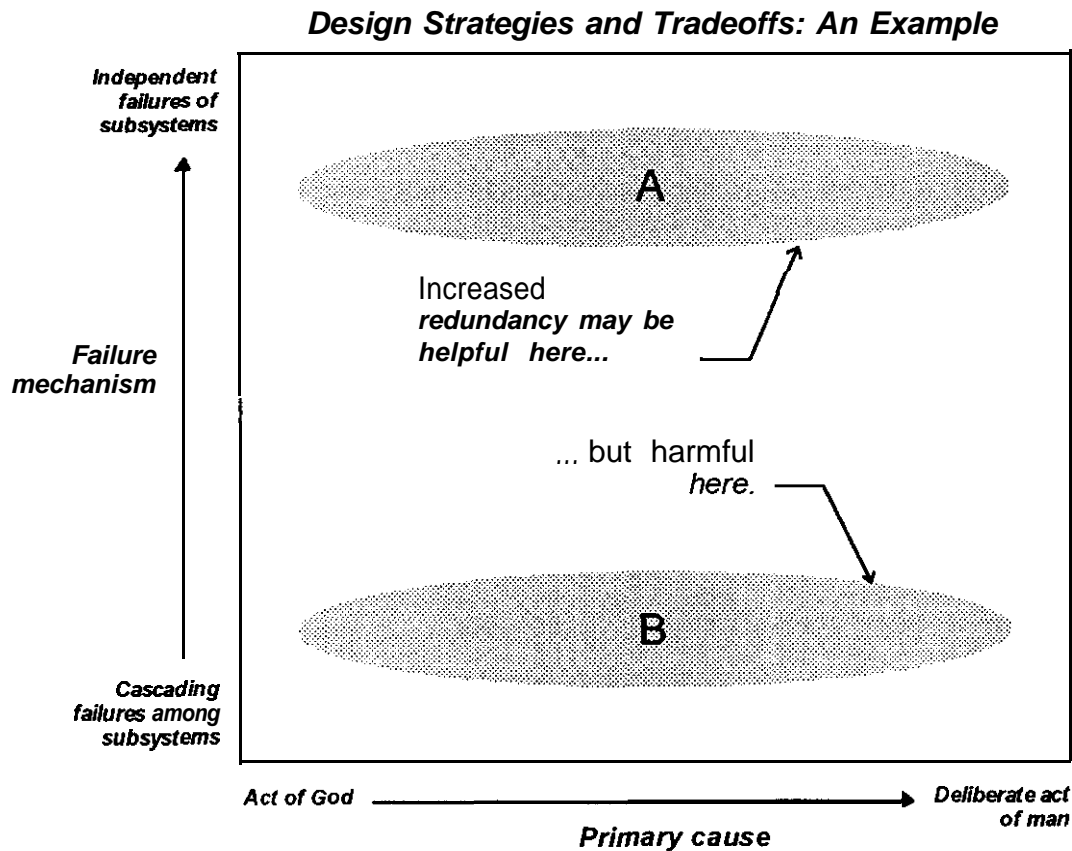 Design Strategies and Tradeoffs: An Example
Independent
failures of
subsystems
A
Increased
redundancy may be
helpful here...
Failure
mechanism
... but harmful
here.
B
Cascading
failures among
subsystems
Act of God
Deliberate act
of man
Primary cause